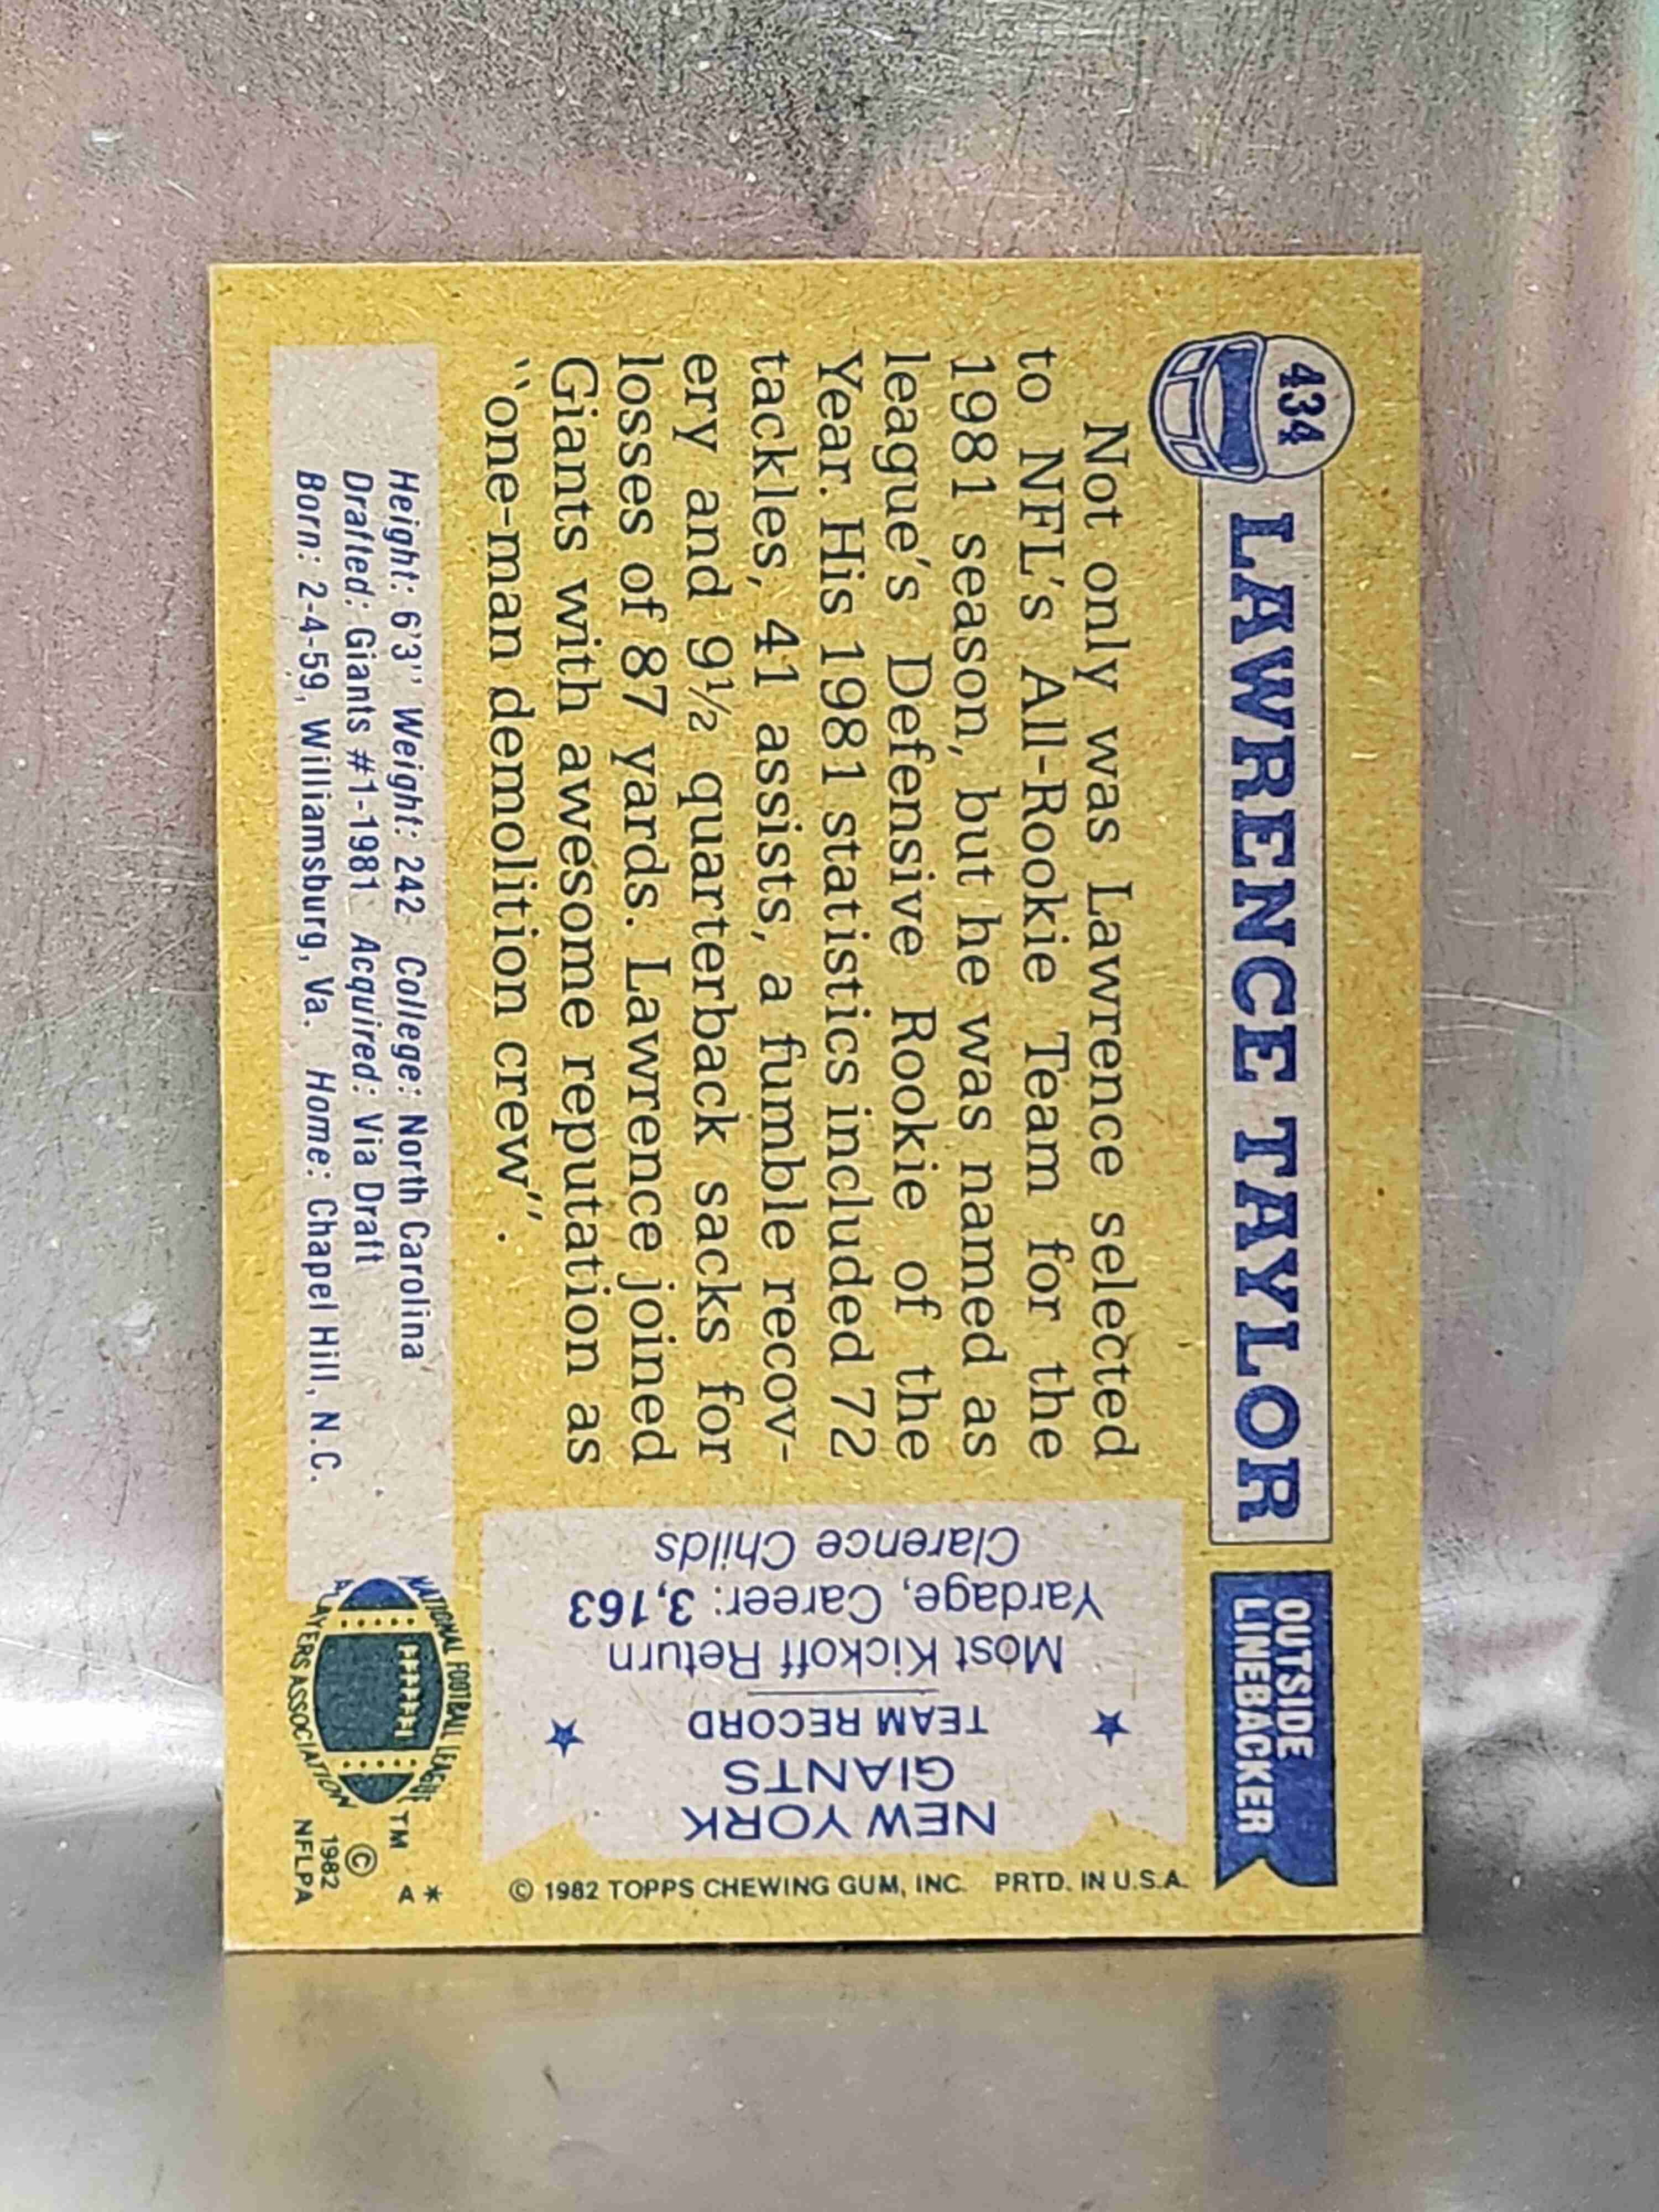 434
LAWRENCE TAYLOR
OUTSIDE
LINEBACKER
Not only was Lawrence selected
to NFL's All-Rookie Team for the
1981 season, but he was named as
league's Defensive Rookie of the
Year. His 1981 statistics included 72
tackles, 41 assists, a fumble recov-
ery and 9½ quarterback sacks for
losses of 87 yards. Lawrence joined
Giants with awesome reputation as
"one-man demolition crew".
NEW YORK
GIANTS
TEAM RECORD
Most Kickoff Return
Yardage, Career: 3,163
Clarence Childs
© 1982 TOPPS CHEWING GUM, INC. PRTD. IN U.S.A.
Height: 6'3" Weight: 242 College: North Carolina
Drafted: Giants #1-1981 Acquired: Via Draft
Born: 2-4-59, Williamsburg, Va. Home: Chapel Hill, N.C.
NATIONAL FOOTBALL LEAGUE
PLAYERS ASSOCIATION
TM
A*
©
1982
NFLPA